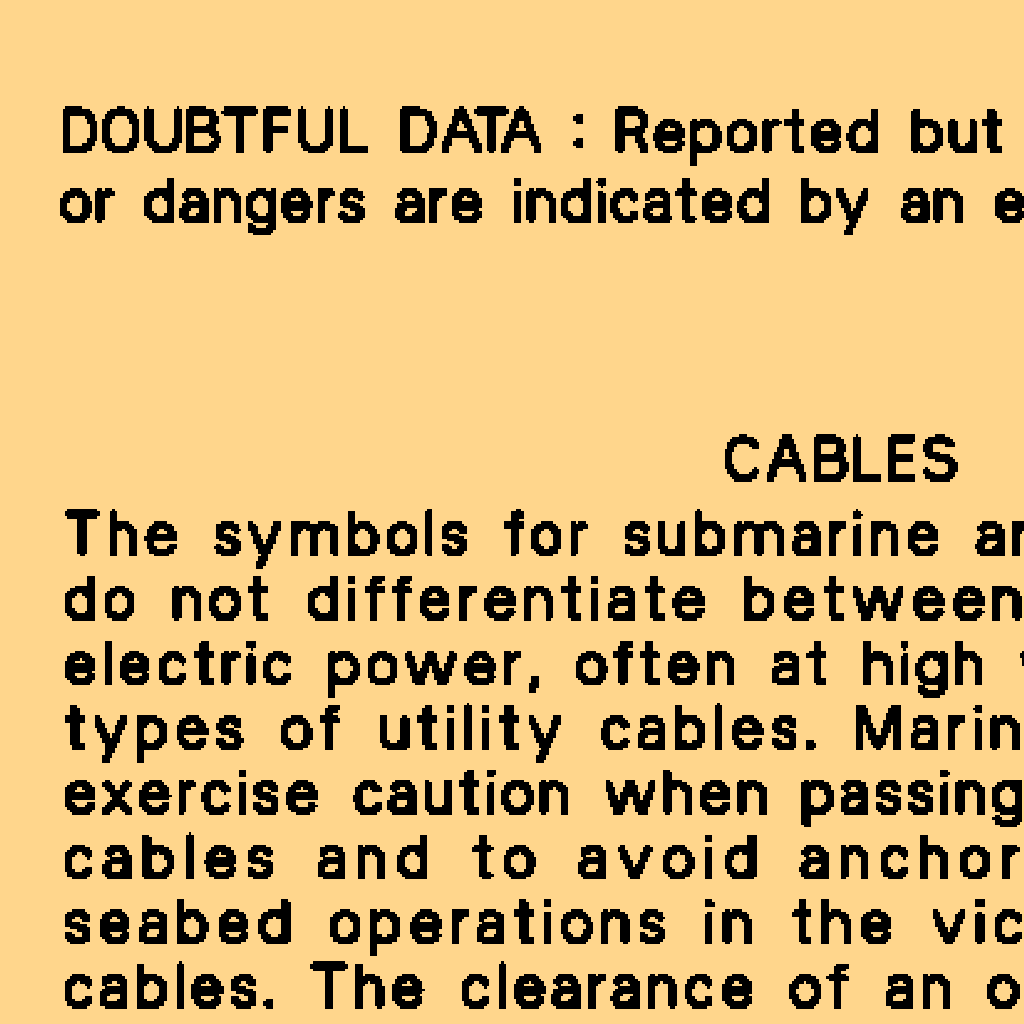 DOUBTFUL DATA : Reported but
or dangers are indicated by an e
CABLES
The symbols for submarine ar
do not differentiate between
electric power, often at high
types of utility cables. Marin
exercise caution when passing
cables and to avoid anchor
seabed operations in the vic
cables. The clearance of an o